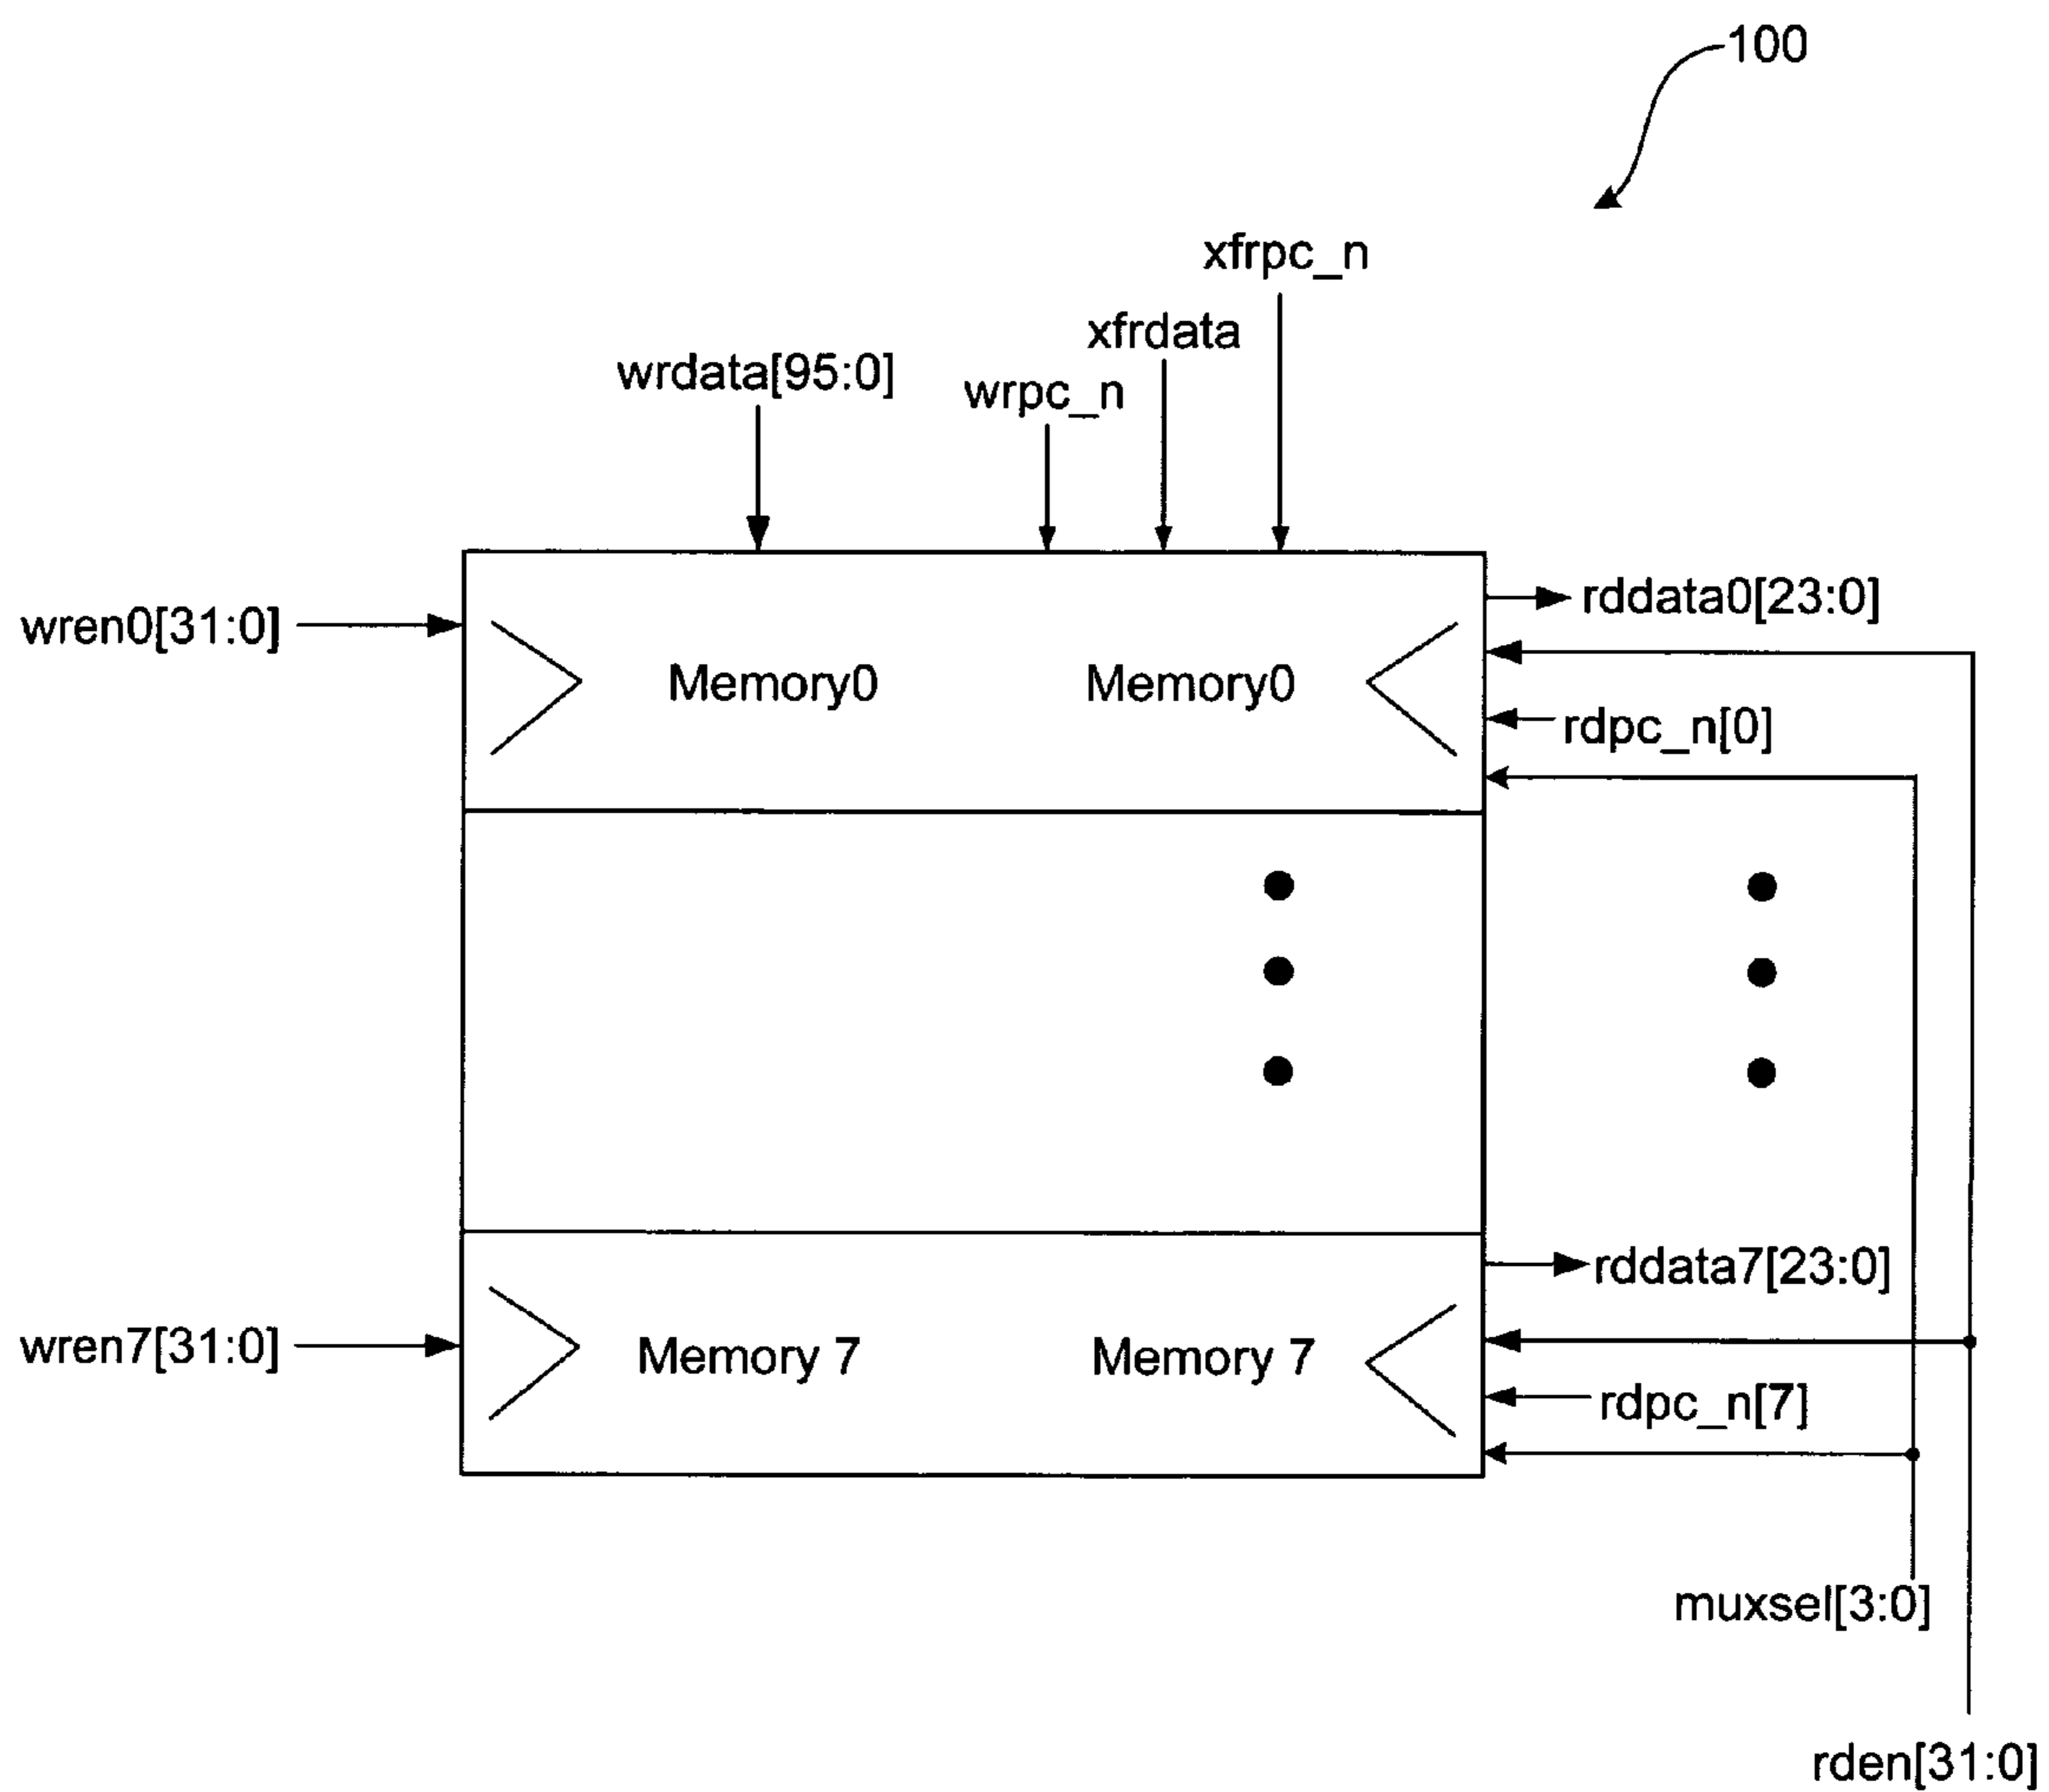 100
xfrpc_n
xfrdata
wrdata[95:0]
wrpc_n
rddata0[23:0]
wren0[31:0]
Memory0 Memory0
rdpc_n[0]
rddata7[23:0]
wren7[31:0]
Memory 7 Memory 7
rdpc_n[7]
muxsel[3:0]
rden[31:0]